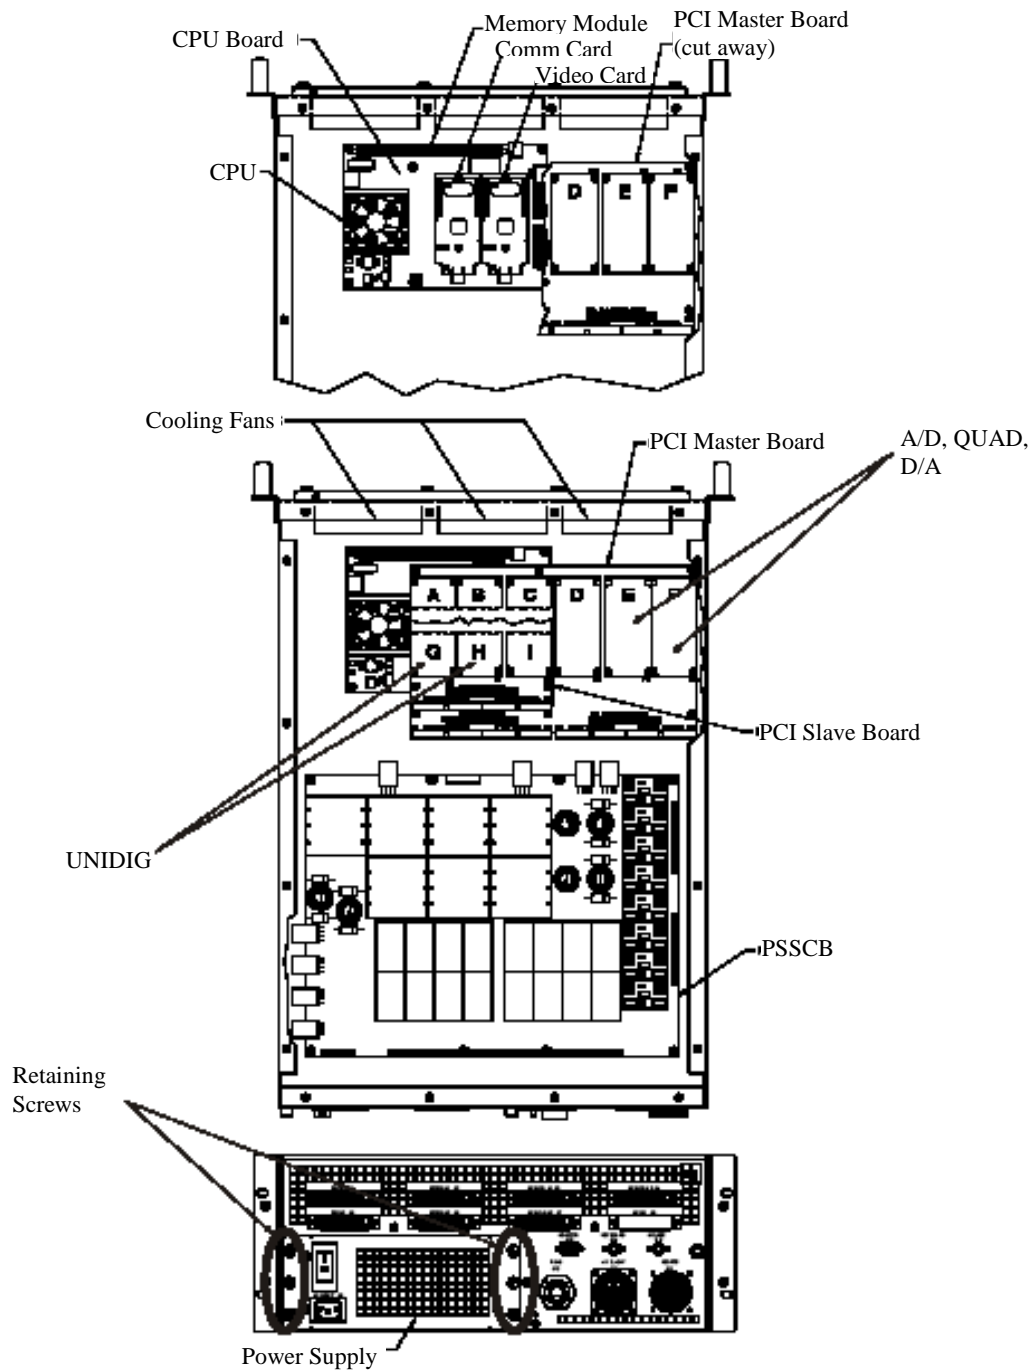 Memory Module
PCI Master Board
(cut away)
CPU Board
Comm Card
Video Card
CPU
D E F
Cooling Fans
PCI Master Board
A/D, QUAD,
D/A
A B C D E
G H I
PCI Slave Board
UNIDIG
PSSCB
Retaining
Screws
Power Supply